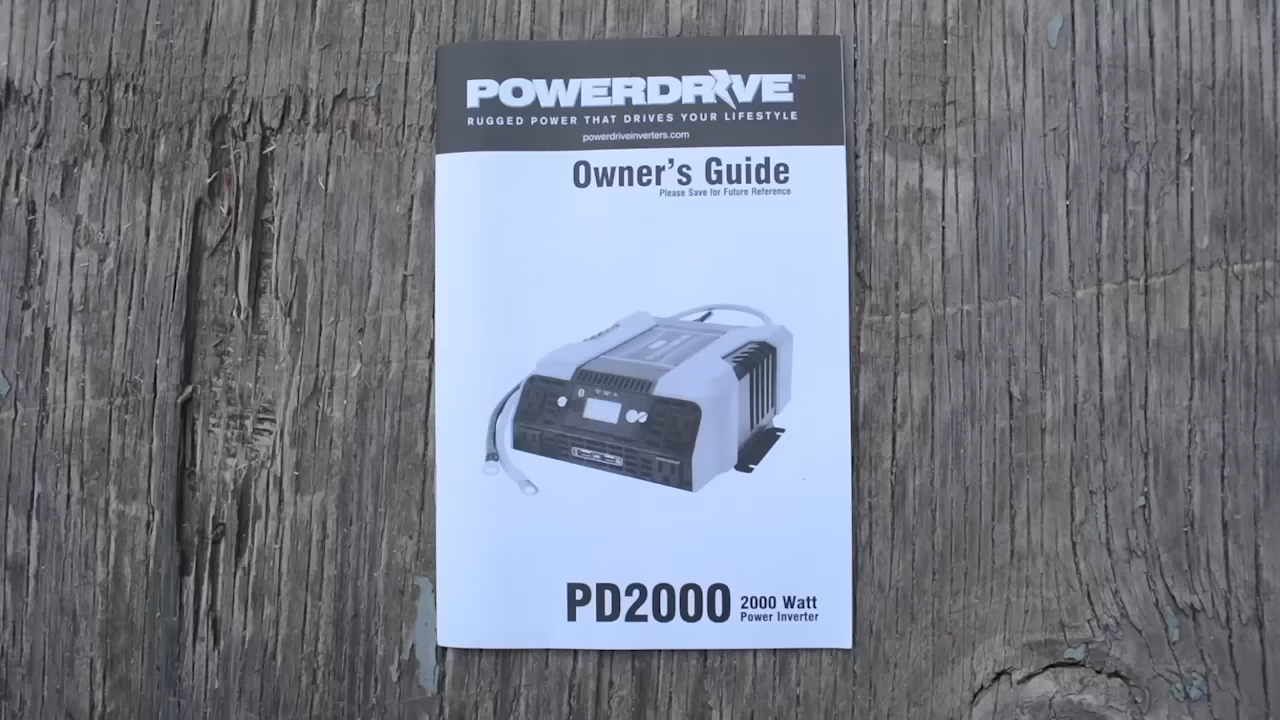 POWERDRIVE™
RUGGED POWER THAT DRIVES YOUR LIFESTYLE
powerdriveinverters.com
Owner's Guide
Please Save for Future Reference
PD2000
2000 Watt
Power Inverter